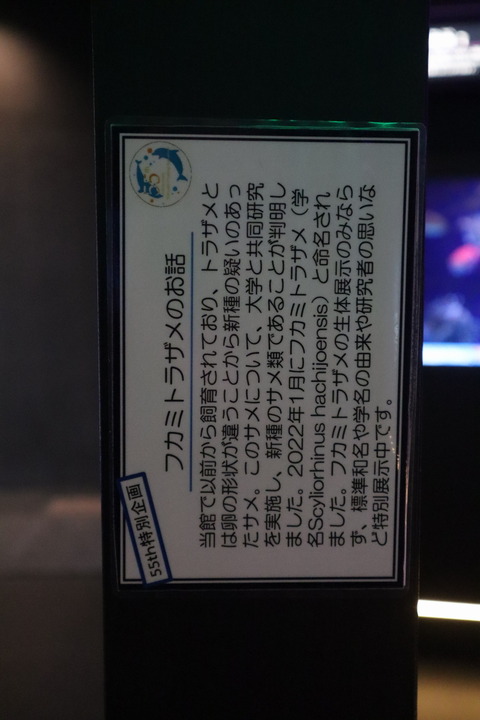 55th特別企画
フカミトラザメのお話
当館で以前から飼育されており、トラザメと
は卵の形状が違うことから新種の疑いのあっ
たサメ。このサメについて、大学と共同研究
を実施し、新種のサメ類であることが判明し
ました。2022年1月にフカミトラザメ（学
名Scyliorhinus hachijoensis）と命名され
ました。フカミトラザメの生体展示のみなら
ず、標準和名や学名の由来や研究者の思いな
ど特別展示中です。